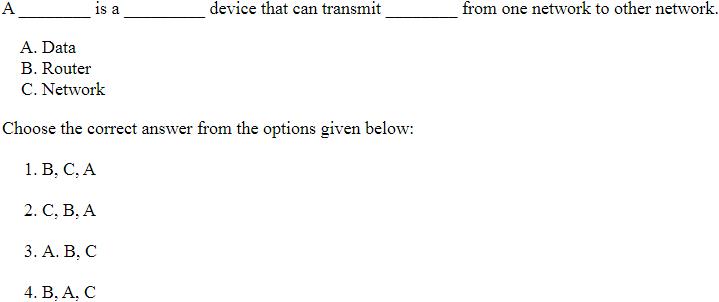 A ________ is a _________ device that can transmit ________ from one network to other network.
A. Data
B. Router
C. Network
Choose the correct answer from the options given below:
1. B, C, A
2. C, B, A
3. A. B, C
4. B, A, C